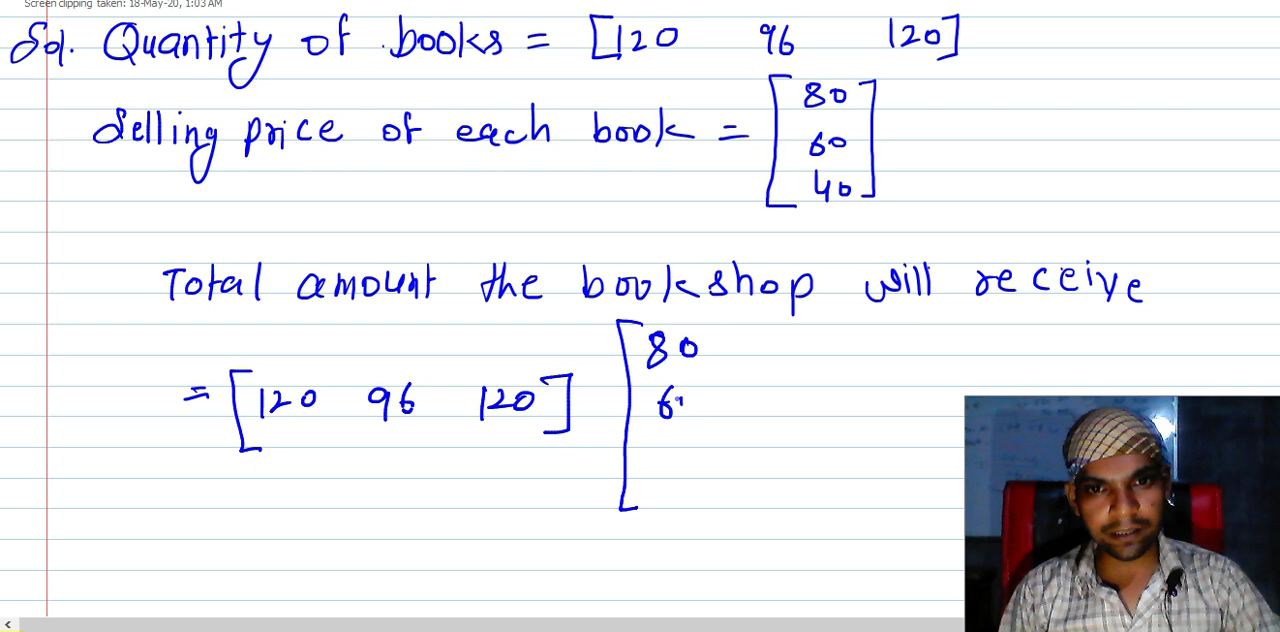 Screen clipping taken: 18-May-20, 1:03 AM
Sol. Quantity of books = [120 96 120]
Selling price of each book = [80
60
40]
Total amount the bookshop will receive
= [120 96 120] [80
6
<